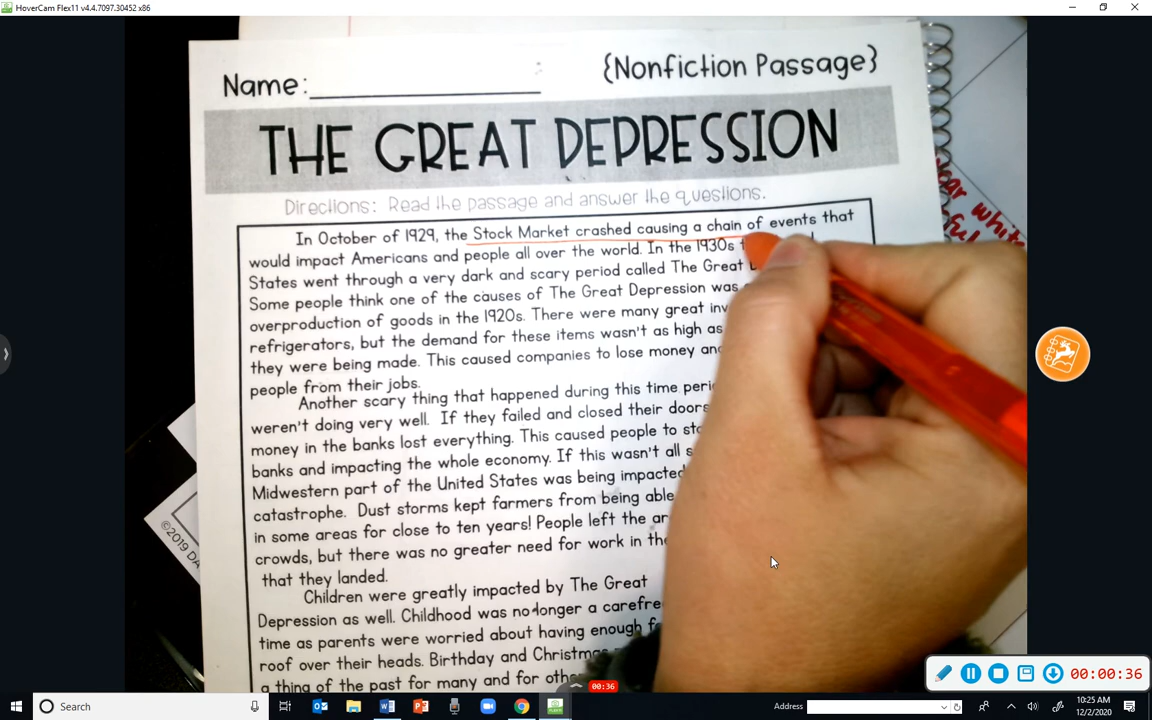 HoverCam Flex11 v4.4.7097.30452 x86
Name:
{Nonfiction Passage}
THE GREAT DEPRESSION
Directions: Read the passage and answer the questions.
In October of 1929, the Stock Market crashed causing a chain of events that
would impact Americans and people all over the world. In the 1930s
States went through a very dark and scary period called The Great
Some people think one of the causes of The Great Depression was
overproduction of goods in the 1920s. There were many great
refrigerators, but the demand for these items wasn't as high as
they were being made. This caused companies to lose money
people from their jobs.
Another scary thing that happened during this time
weren't doing very well. If they failed and closed their doors
money in the banks lost everything. This caused people to
banks and impacting the whole economy. If this wasn't all
Midwestern part of the United States was being impacted
catastrophe. Dust storms kept farmers from being able
in some areas for close to ten years! People left the
crowds, but there was no greater need for work in the
that they landed.
Children were greatly impacted by The Great
Depression as well. Childhood was no longer a carefree
time as parents were worried about having enough
roof over their heads. Birthday and Christmas
a thing of the past for many and for
©2019
white
00:00:36
00:36
Search
Address
10:25 AM
12/2/2020